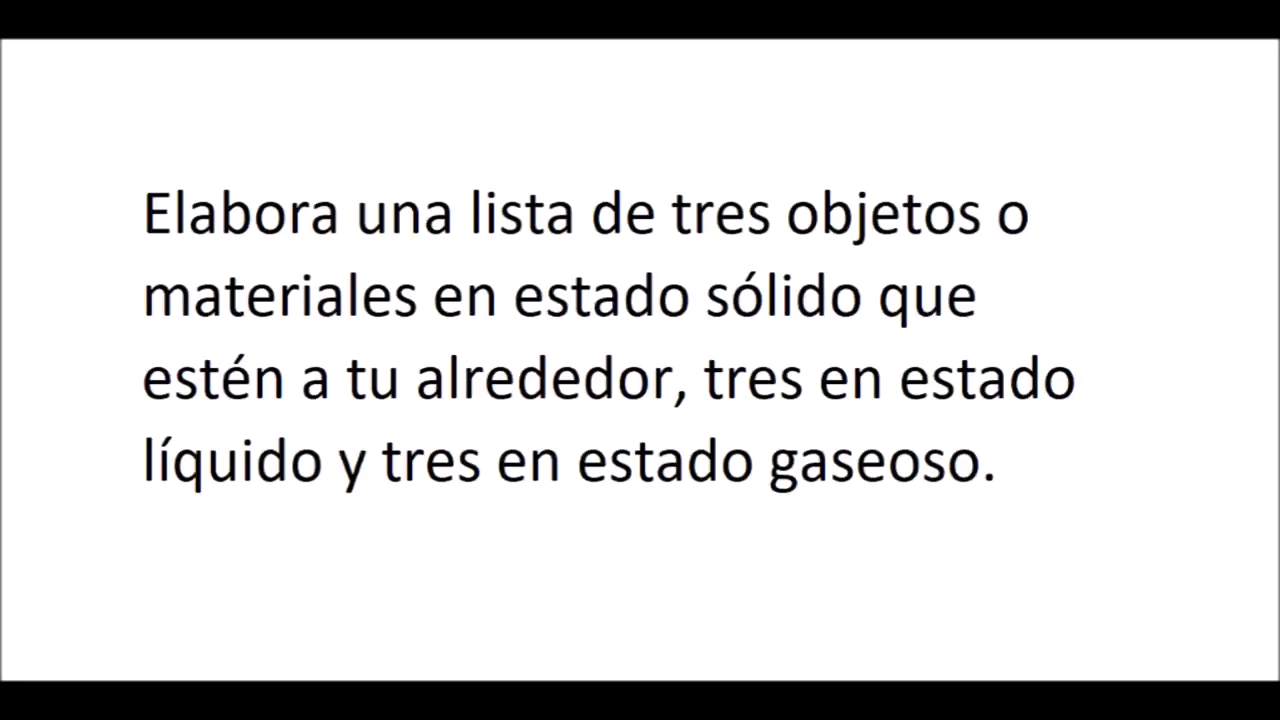 Elabora una lista de tres objetos o
materiales en estado sólido que
estén a tu alrededor, tres en estado
líquido y tres en estado gaseoso.